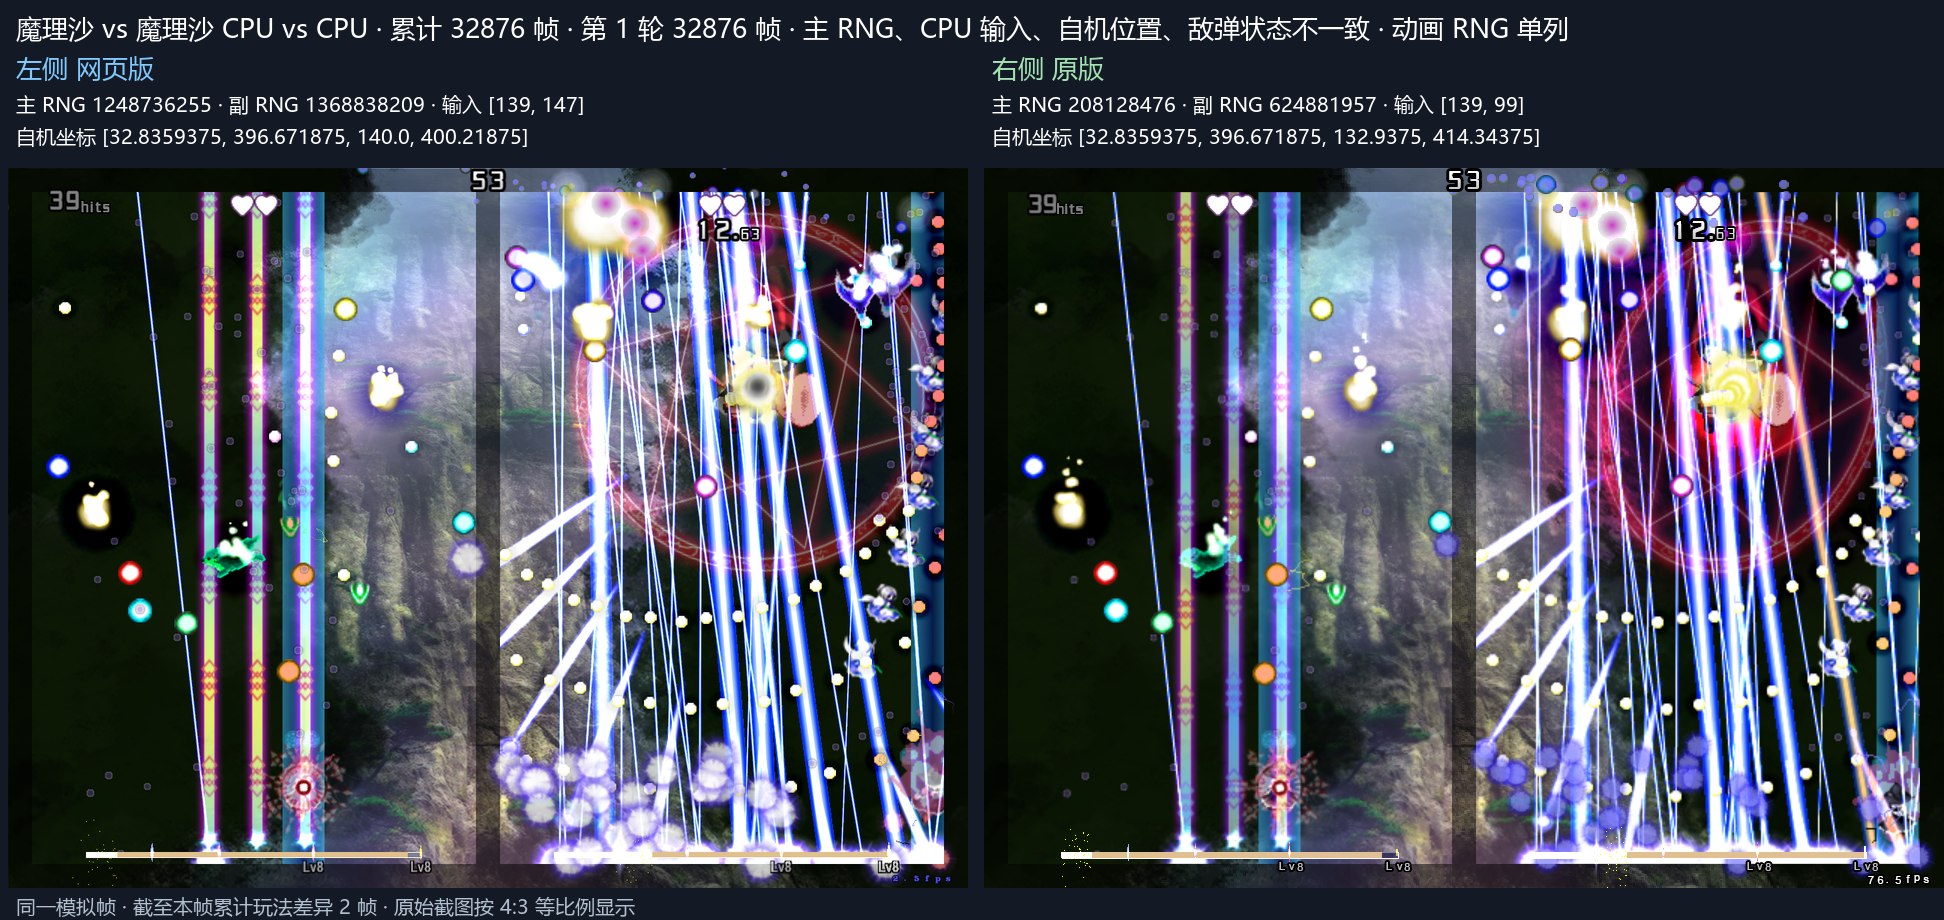 魔理沙 vs 魔理沙 CPU vs CPU · 累计 32876 帧 · 第 1 轮 32876 帧 · 主 RNG、CPU 输入、自机位置、敌弹状态不一致 · 动画 RNG 单列
左侧 网页版
主 RNG 1248736255 · 副 RNG 1368838209 · 输入 [139, 147]
自机坐标 [32.8359375, 396.671875, 140.0, 400.21875]
右侧 原版
主 RNG 208128476 · 副 RNG 624881957 · 输入 [139, 99]
自机坐标 [32.8359375, 396.671875, 132.9375, 414.34375]
53
39hits
12.63
Lv8
Lv8
Lv8
Lv8
53
39hits
12.63
Lv8
Lv8
Lv8
Lv8
76.5fps
同一模拟帧 · 截至本帧累计玩法差异 2 帧 · 原始截图按 4:3 等比例显示